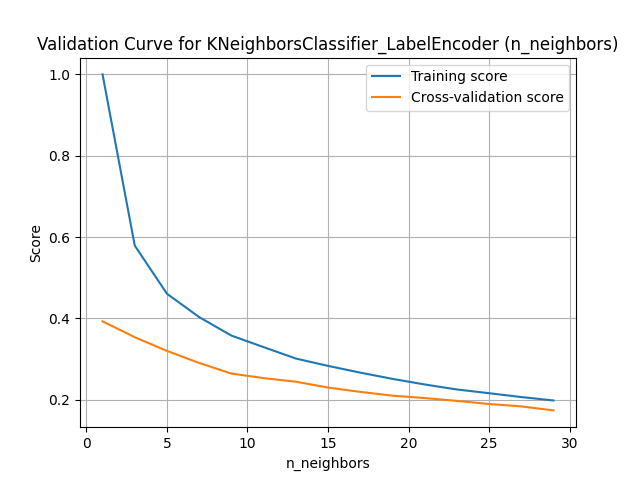 Validation Curve for KNeighborsClassifier_LabelEncoder (n_neighbors)
Training score
Cross-validation score
Score
1.0
0.8
0.6
0.4
0.2
0 5 10 15 20 25 30
n_neighbors